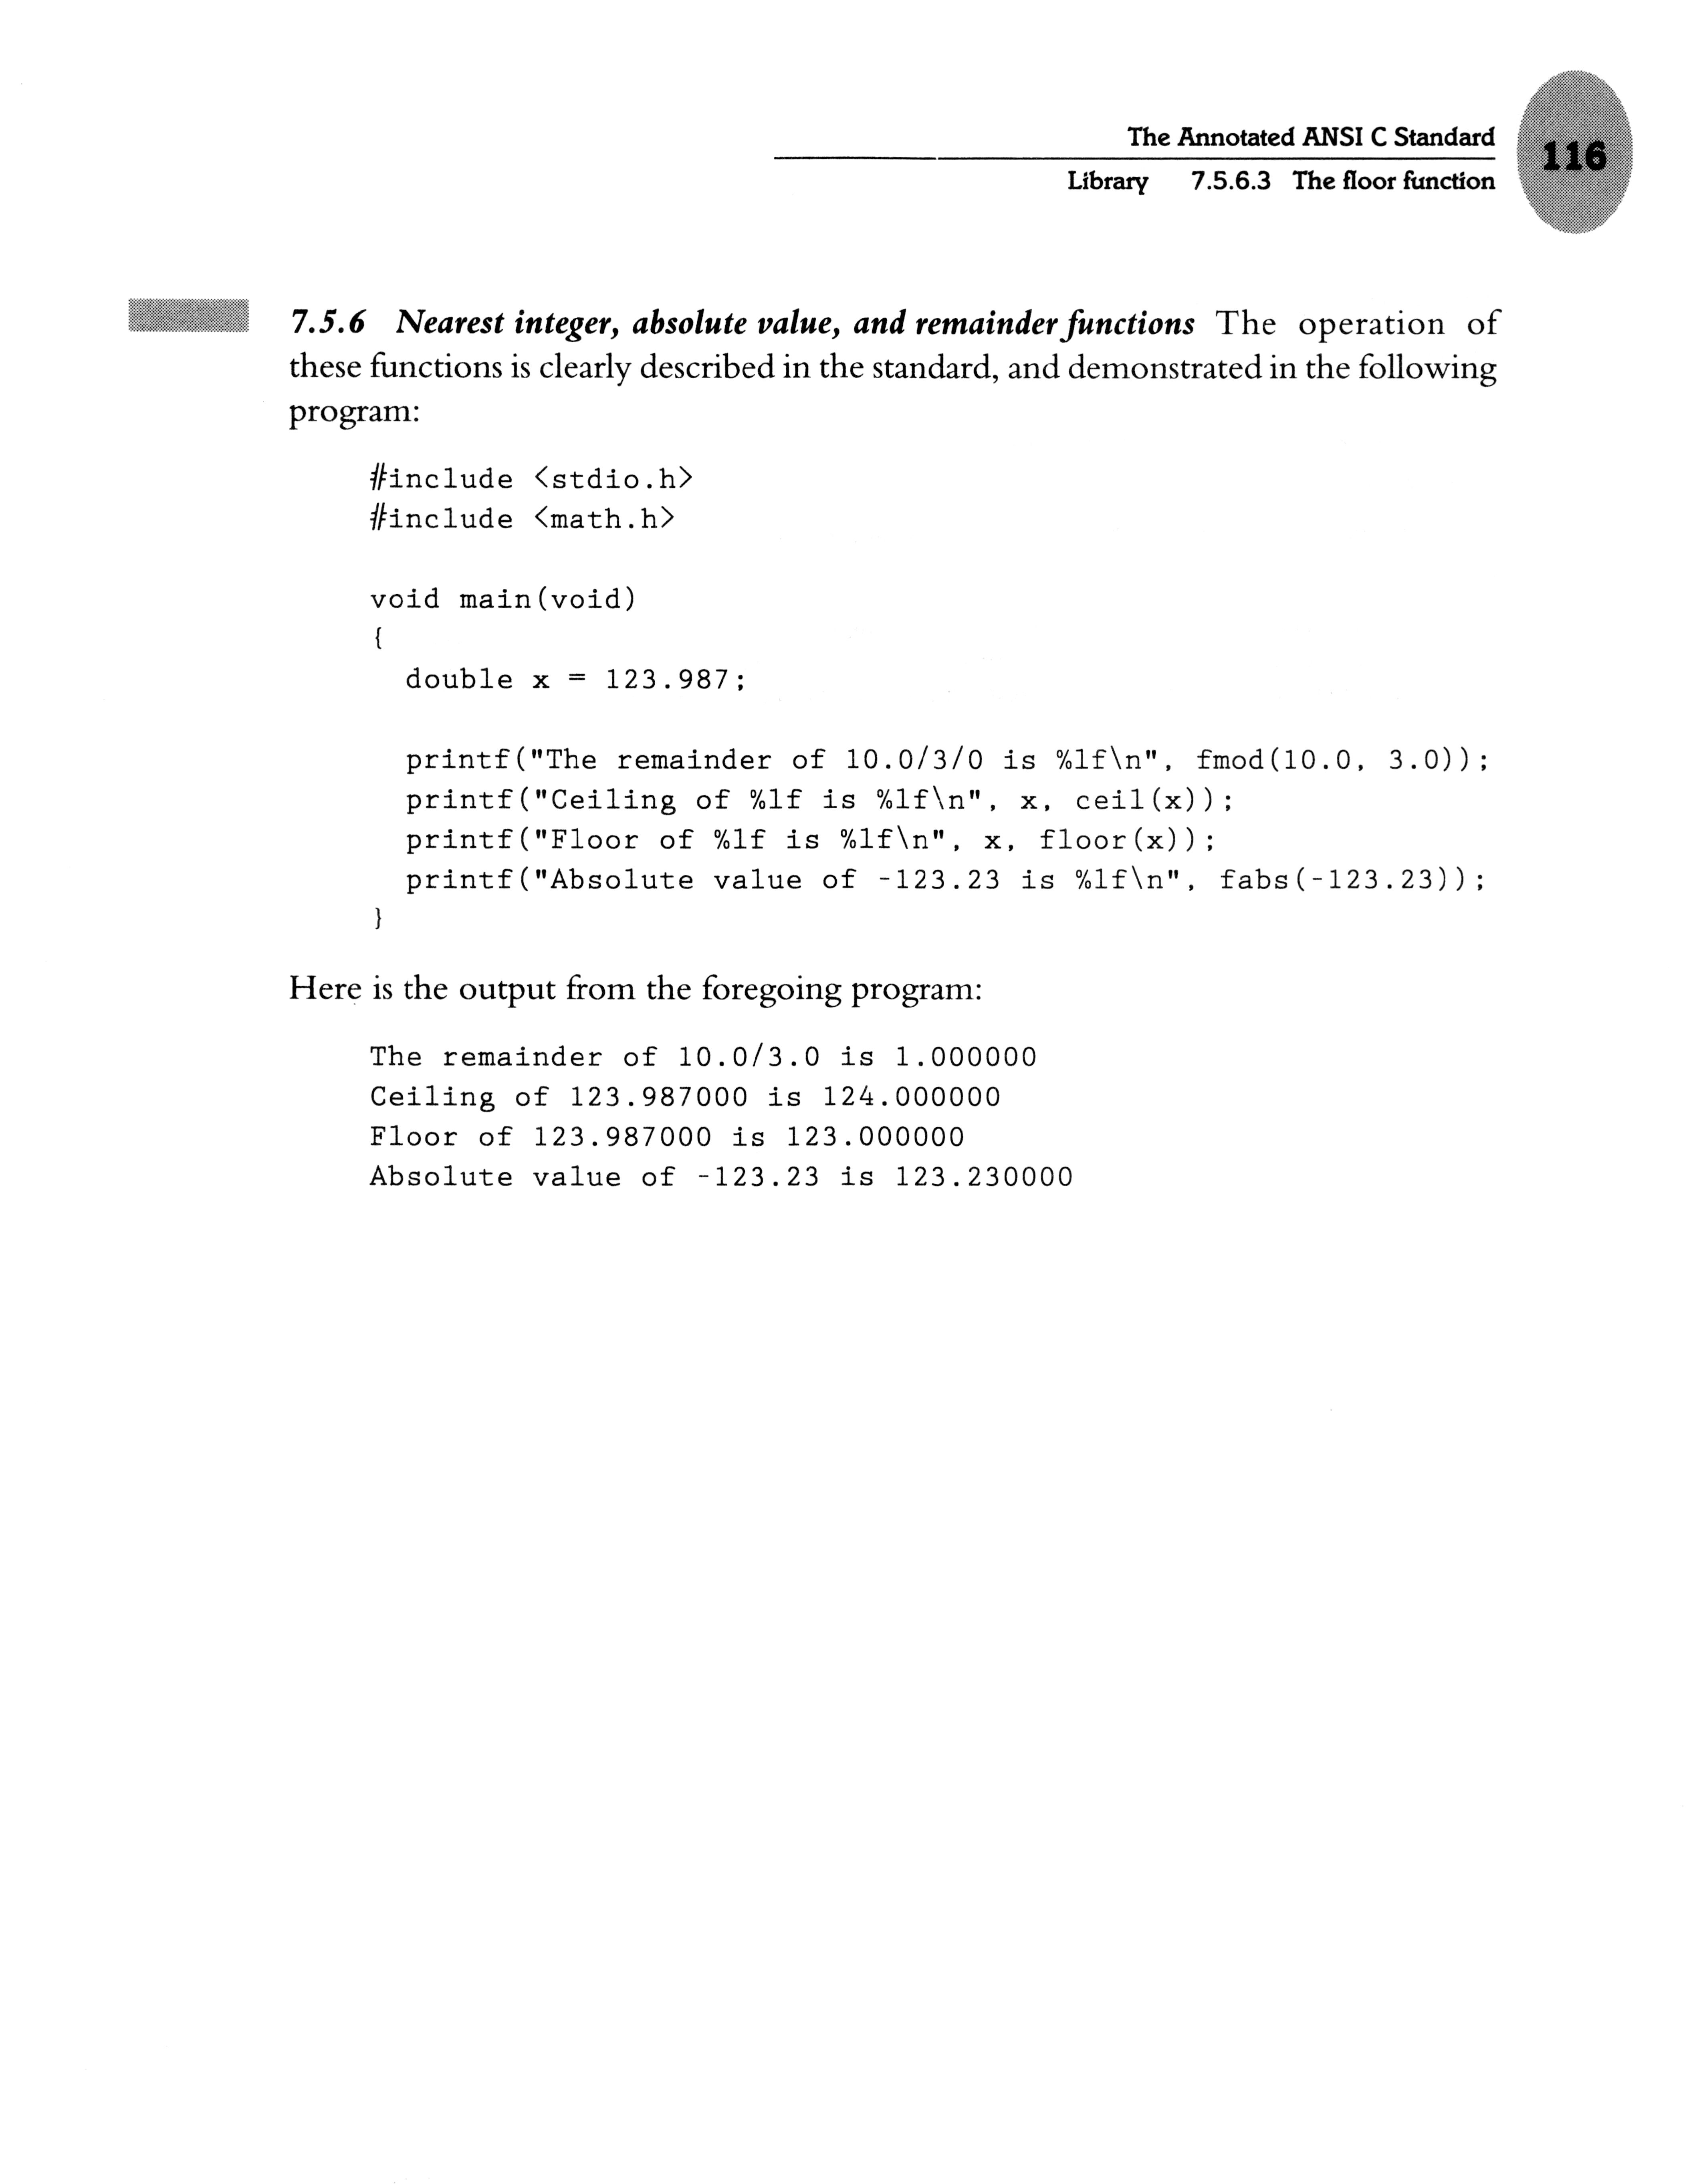 The Annotated ANSI C Standard
116
Library 7.5.6.3 The floor function
7.5.6 Nearest integer, absolute value, and remainder functions The operation of
these functions is clearly described in the standard, and demonstrated in the following
program:
#include <stdio.h>
#include <math.h>
void main(void)
{
double x = 123.987;
printf("The remainder of 10.0/3/0 is %lf\n", fmod(10.0, 3.0));
printf("Ceiling of %lf is %lf\n", x, ceil(x));
printf("Floor of %lf is %lf\n", x, floor(x));
printf("Absolute value of -123.23 is %lf\n", fabs(-123.23));
}
Here is the output from the foregoing program:
The remainder of 10.0/3.0 is 1.000000
Ceiling of 123.987000 is 124.000000
Floor of 123.987000 is 123.000000
Absolute value of -123.23 is 123.230000